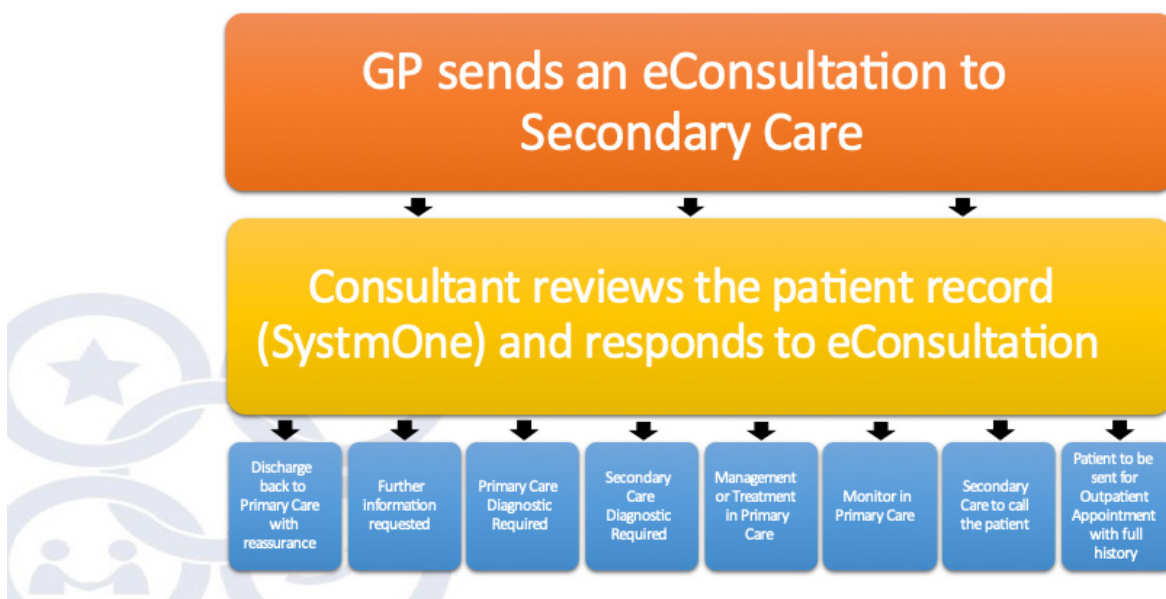 GP sends an eConsultation to
Secondary Care
Consultant reviews the patient record
(SystmOne) and responds to eConsultation
Discharge
back to
Primary Care
with
reassurance
Further
information
requested
Primary Care
Diagnostic
Required
Secondary
Care
Diagnostic
Required
Management
or Treatment
in Primary
Care
Monitor in
Primary Care
Secondary
Care to call
the patient
Patient to be
sent for
Outpatient
Appointment
with full
history